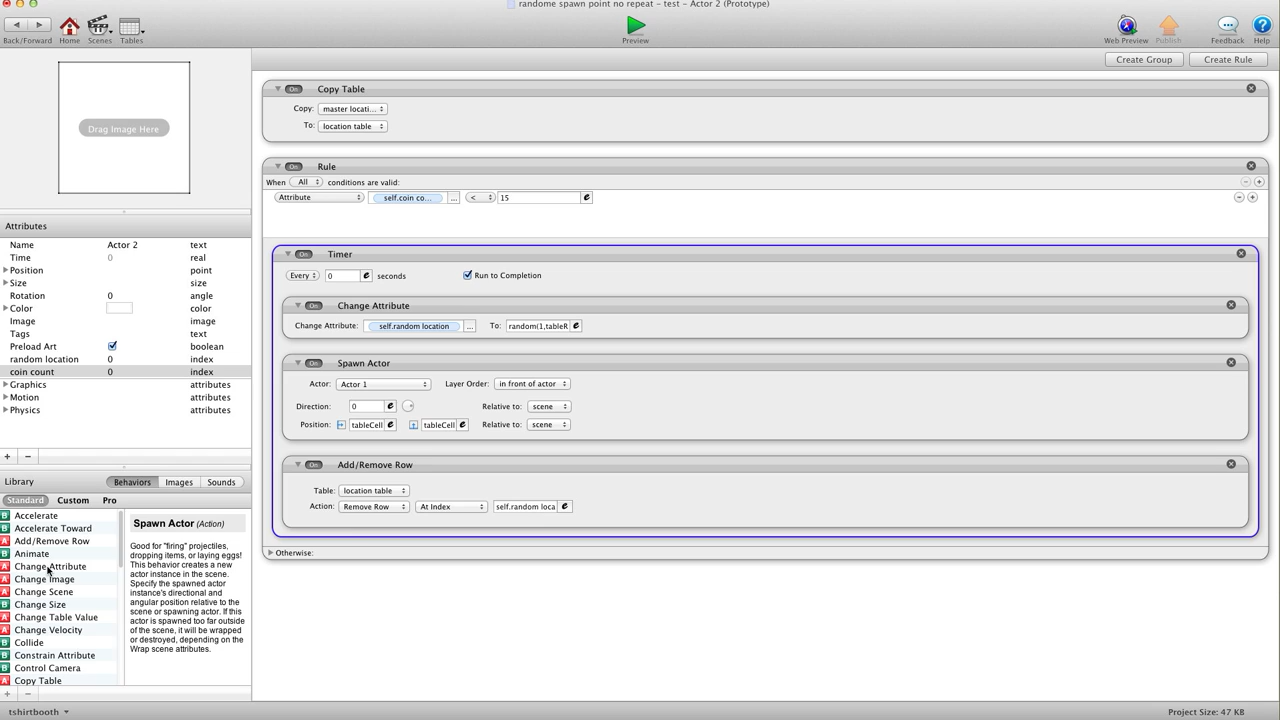 randome spawn point no repeat - test - Actor 2 (Prototype)
Back/Forward Home Scenes Tables Preview Web Preview Publish Feedback Help
Create Group Create Rule
Drag Image Here
Attributes
Name Actor 2 text
Time 0 real
Position point
Size size
Rotation 0 angle
Color color
Image image
Tags text
Preload Art boolean
random location 0 index
coin count 0 index
Graphics attributes
Motion attributes
Physics attributes
+ −
Library Behaviors Images Sounds
Standard Custom Pro
B Accelerate
B Accelerate Toward
A Add/Remove Row
B Animate
A Change Attribute
A Change Image
A Change Scene
B Change Size
A Change Table Value
A Change Velocity
B Collide
B Constrain Attribute
B Control Camera
A Copy Table
Spawn Actor (Action)
Good for "firing" projectiles,
dropping items, or laying eggs!
This behavior creates a new
actor instance in the scene.
Specify the spawned actor
instance's directional and
angular position relative to the
scene or spawning actor. If this
actor is spawned too far outside
of the scene, it will be wrapped
or destroyed, depending on the
Wrap scene attributes.
+ −
tshirtbooth
On Copy Table
Copy: master locati...
To: location table
On Rule
When All conditions are valid:
Attribute self.coin co... ... < 15 e
On Timer
Every 0 e seconds Run to Completion
On Change Attribute
Change Attribute: self.random location ... To: random(1,tableR e
On Spawn Actor
Actor: Actor 1 Layer Order: in front of actor
Direction: 0 e Relative to: scene
Position: tableCell e tableCell e Relative to: scene
On Add/Remove Row
Table: location table
Action: Remove Row At Index self.random loca e
Otherwise:
Project Size: 47 KB